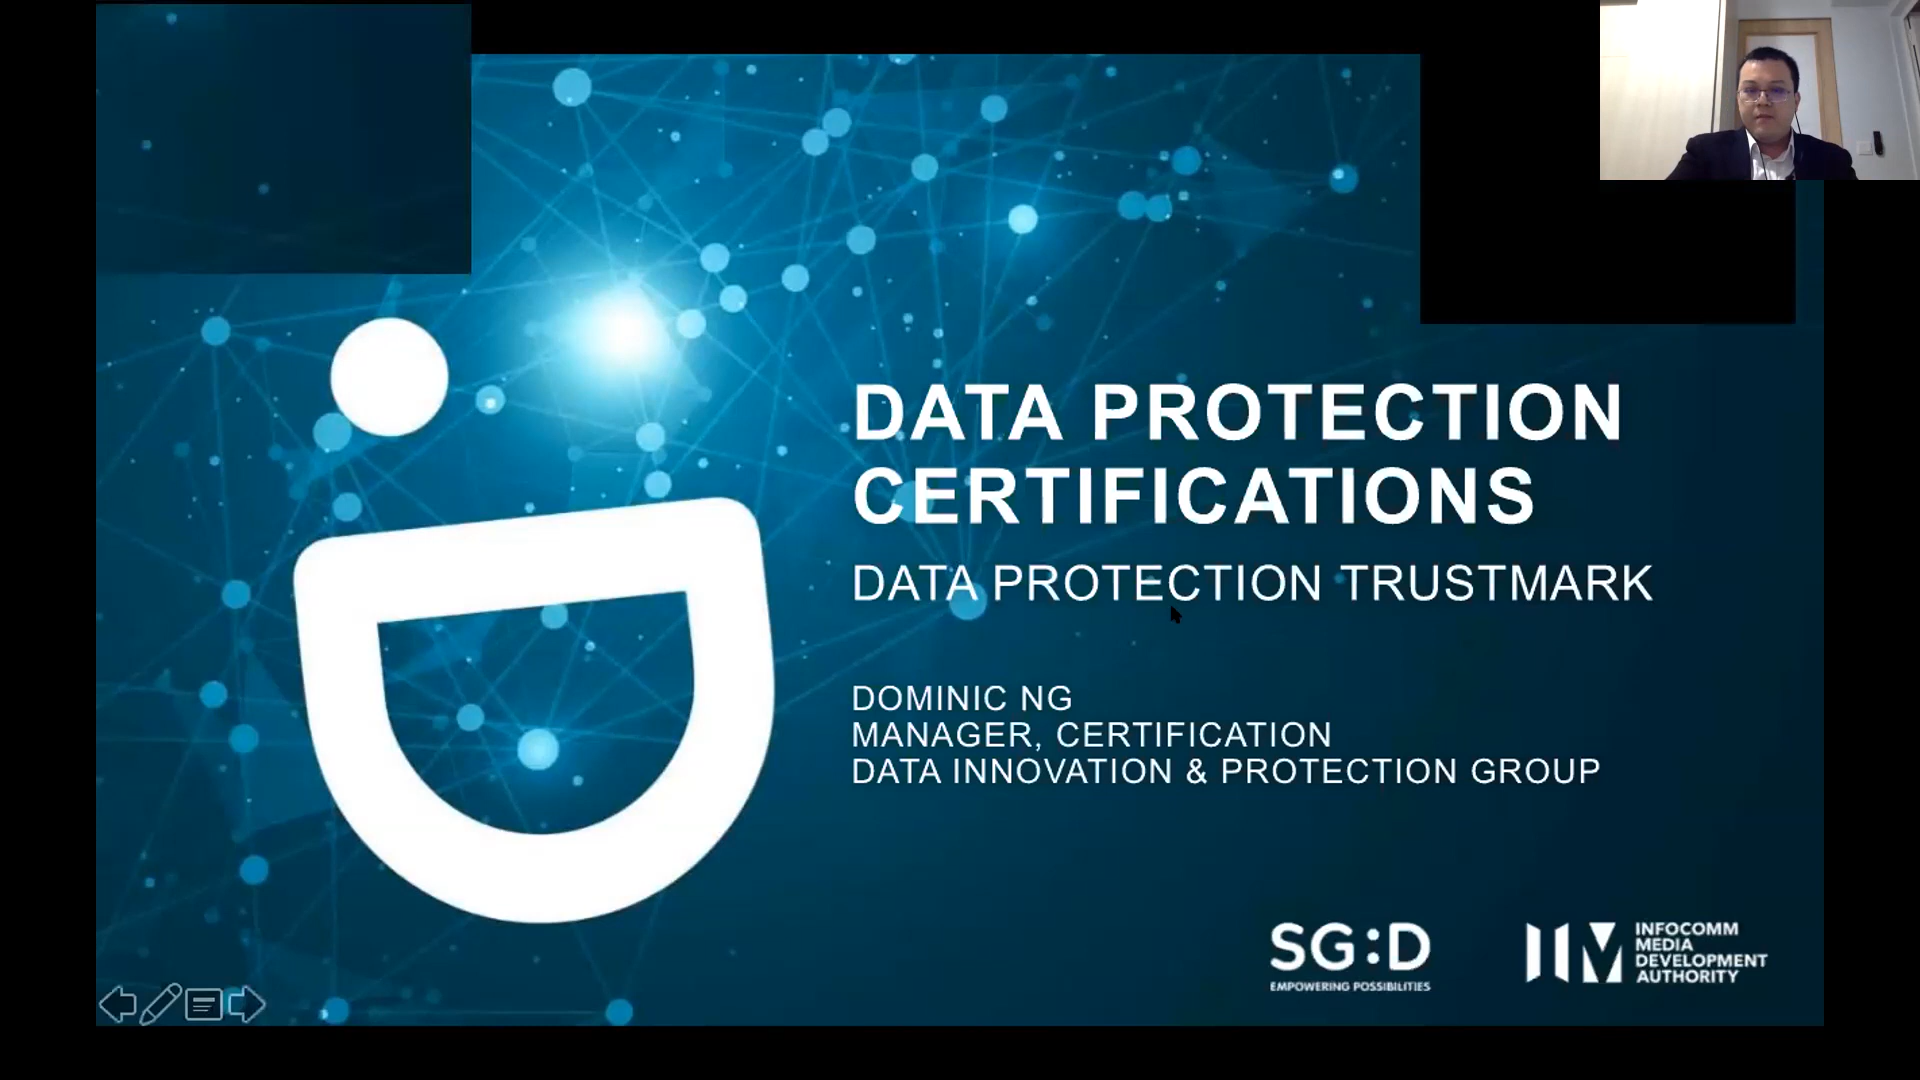 DATA PROTECTION
CERTIFICATIONS
DATA PROTECTION TRUSTMARK
DOMINIC NG
MANAGER, CERTIFICATION
DATA INNOVATION & PROTECTION GROUP
SG:D
EMPOWERING POSSIBILITIES
INFOCOMM
MEDIA
DEVELOPMENT
AUTHORITY